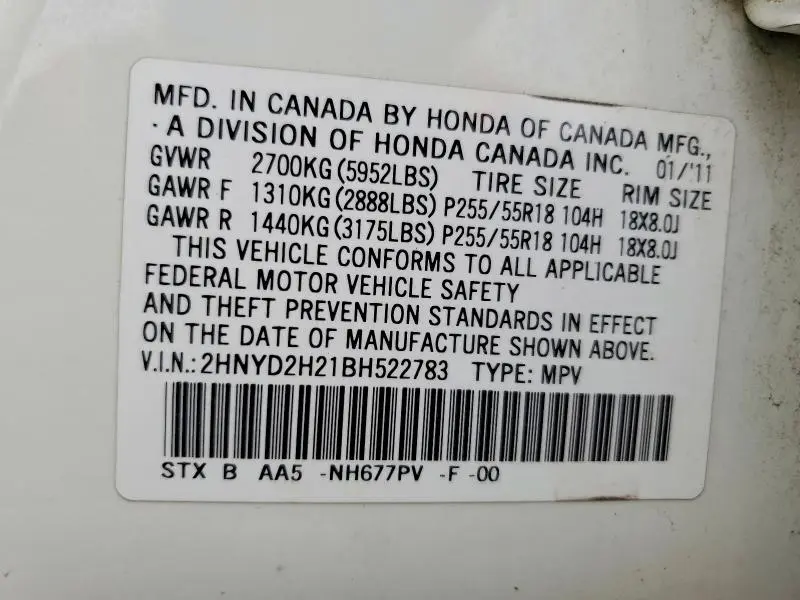 MFD. IN CANADA BY HONDA OF CANADA MFG.,
· A DIVISION OF HONDA CANADA INC. 01/'11
GVWR 2700KG (5952LBS) TIRE SIZE RIM SIZE
GAWR F 1310KG (2888LBS) P255/55R18 104H 18X8.0J
GAWR R 1440KG (3175LBS) P255/55R18 104H 18X8.0J
THIS VEHICLE CONFORMS TO ALL APPLICABLE
FEDERAL MOTOR VEHICLE SAFETY
AND THEFT PREVENTION STANDARDS IN EFFECT
ON THE DATE OF MANUFACTURE SHOWN ABOVE.
V.I.N.: 2HNYD2H21BH522783 TYPE: MPV
STX B AA5 -NH677PV -F -00